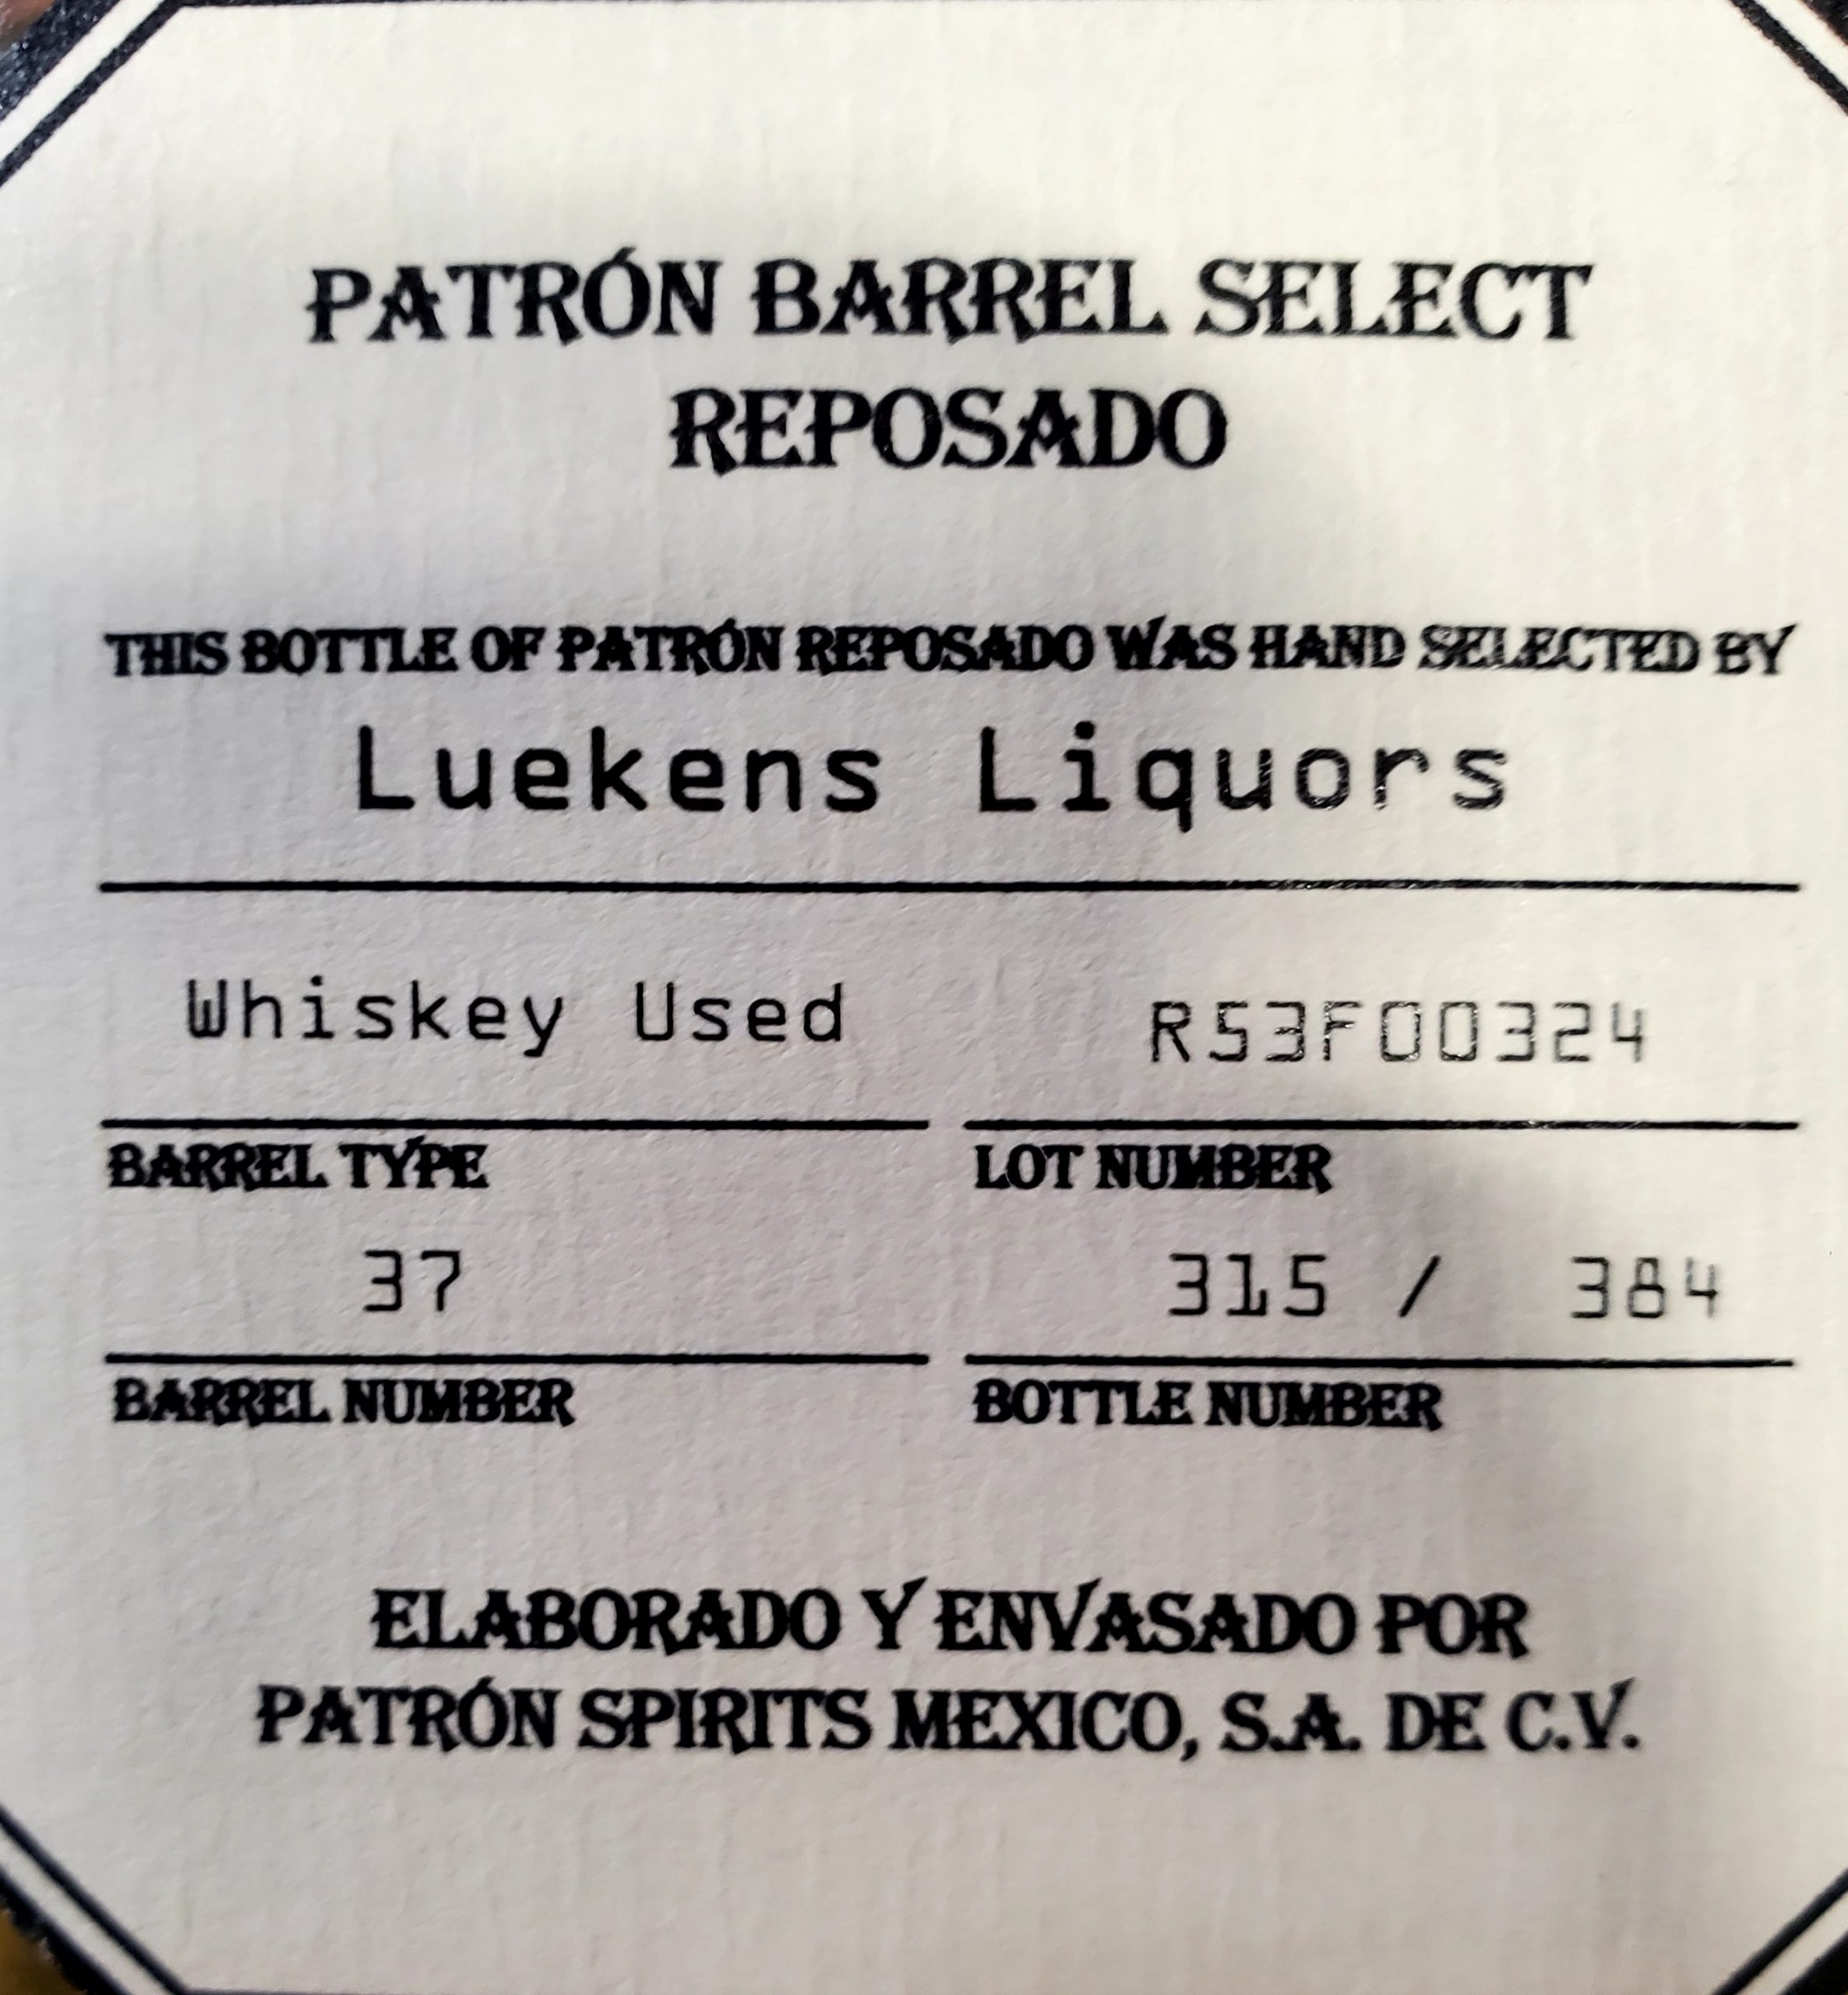 PATRÓN BARREL SELECT
REPOSADO
THIS BOTTLE OF PATRÓN REPOSADO WAS HAND SELECTED BY
Luekens Liquors
Whiskey Used R53F00324
BARREL TYPE LOT NUMBER
37 315 / 384
BARREL NUMBER BOTTLE NUMBER
ELABORADO Y ENVASADO POR
PATRÓN SPIRITS MEXICO, S.A. DE C.V.